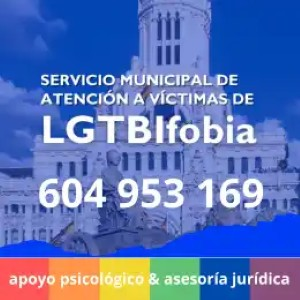 SERVICIO MUNICIPAL DE
ATENCIÓN A VÍCTIMAS DE
LGTBIfobia
604 953 169
apoyo psicológico & asesoría jurídica